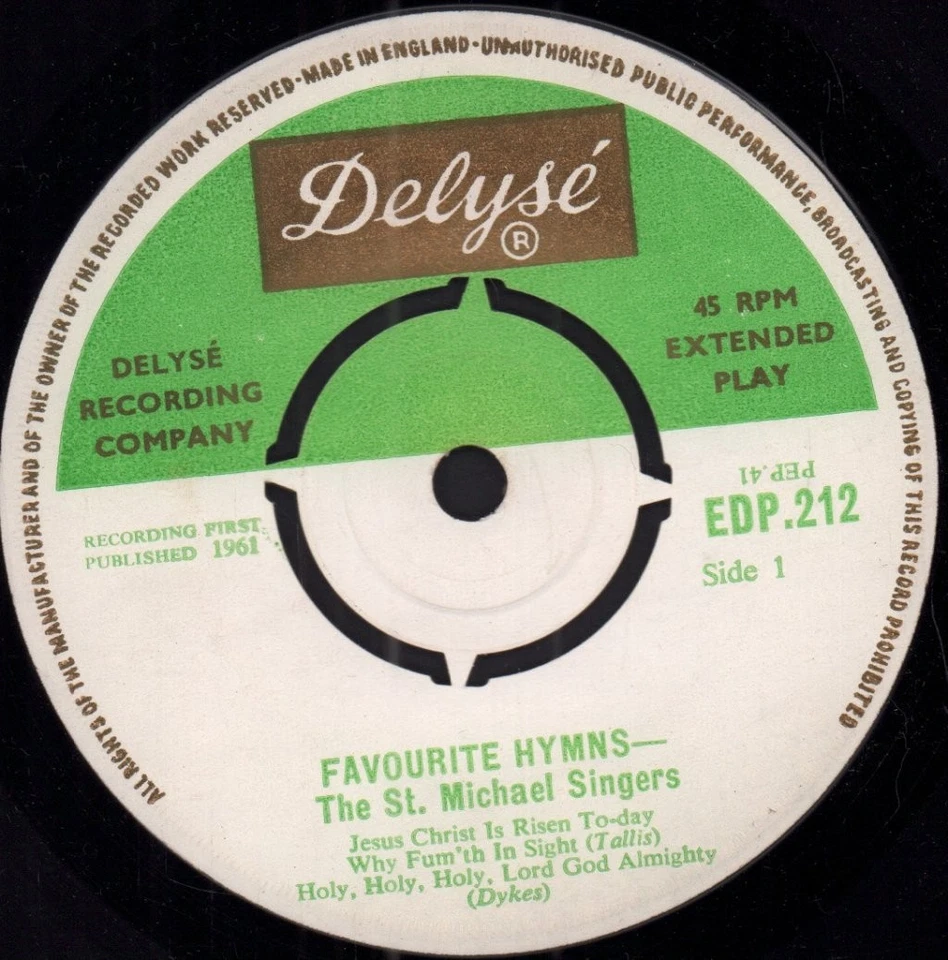 ALL RIGHTS OF THE MANUFACTURER AND OF THE OWNER OF THE RECORDED WORK RESERVED-MADE IN ENGLAND-UNAUTHORISED PUBLIC PERFORMANCE, BROADCASTING AND COPYING OF THIS RECORD PROHIBITED
Delysé
®
DELYSÉ
RECORDING
COMPANY
45 RPM
EXTENDED
PLAY
RECORDING FIRST
PUBLISHED 1961
PEP.41
EDP.212
Side 1
FAVOURITE HYMNS—
The St. Michael Singers
Jesus Christ Is Risen To-day
Why Fum'th In Sight (Tallis)
Holy, Holy, Holy, Lord God Almighty
(Dykes)